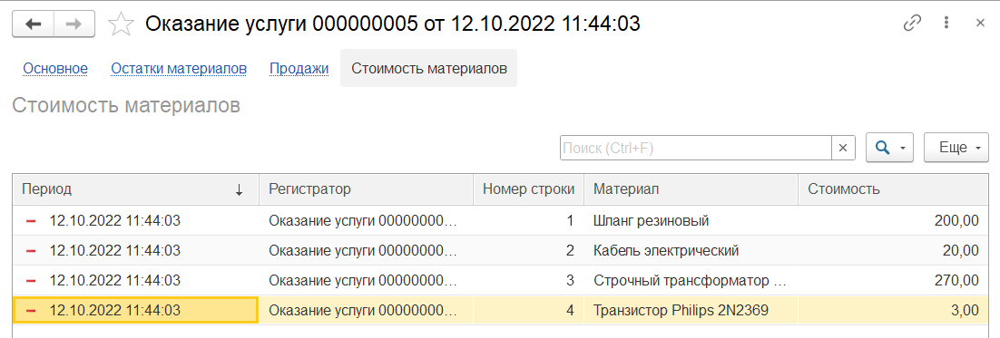 Оказание услуги 000000005 от 12.10.2022 11:44:03
Основное Остатки материалов Продажи Стоимость материалов
Стоимость материалов
Поиск (Ctrl+F) × Еще
Период ↓ Регистратор Номер строки Материал Стоимость
12.10.2022 11:44:03 Оказание услуги 00000000... 1 Шланг резиновый 200,00
12.10.2022 11:44:03 Оказание услуги 00000000... 2 Кабель электрический 20,00
12.10.2022 11:44:03 Оказание услуги 00000000... 3 Строчный трансформатор ... 270,00
12.10.2022 11:44:03 Оказание услуги 00000000... 4 Транзистор Philips 2N2369 3,00